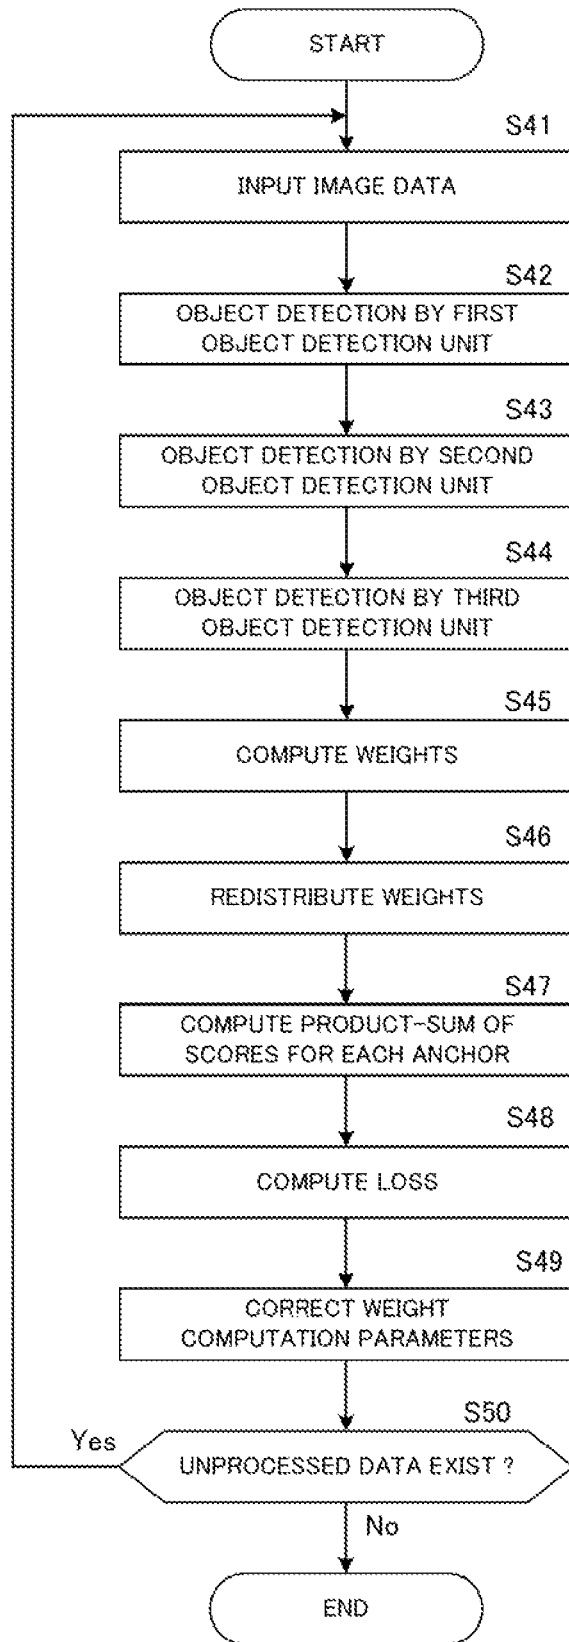 START
S41
INPUT IMAGE DATA
S42
OBJECT DETECTION BY FIRST
OBJECT DETECTION UNIT
S43
OBJECT DETECTION BY SECOND
OBJECT DETECTION UNIT
S44
OBJECT DETECTION BY THIRD
OBJECT DETECTION UNIT
S45
COMPUTE WEIGHTS
S46
REDISTRIBUTE WEIGHTS
S47
COMPUTE PRODUCT-SUM OF
SCORES FOR EACH ANCHOR
S48
COMPUTE LOSS
S49
CORRECT WEIGHT
COMPUTATION PARAMETERS
S50
Yes
UNPROCESSED DATA EXIST ?
No
END